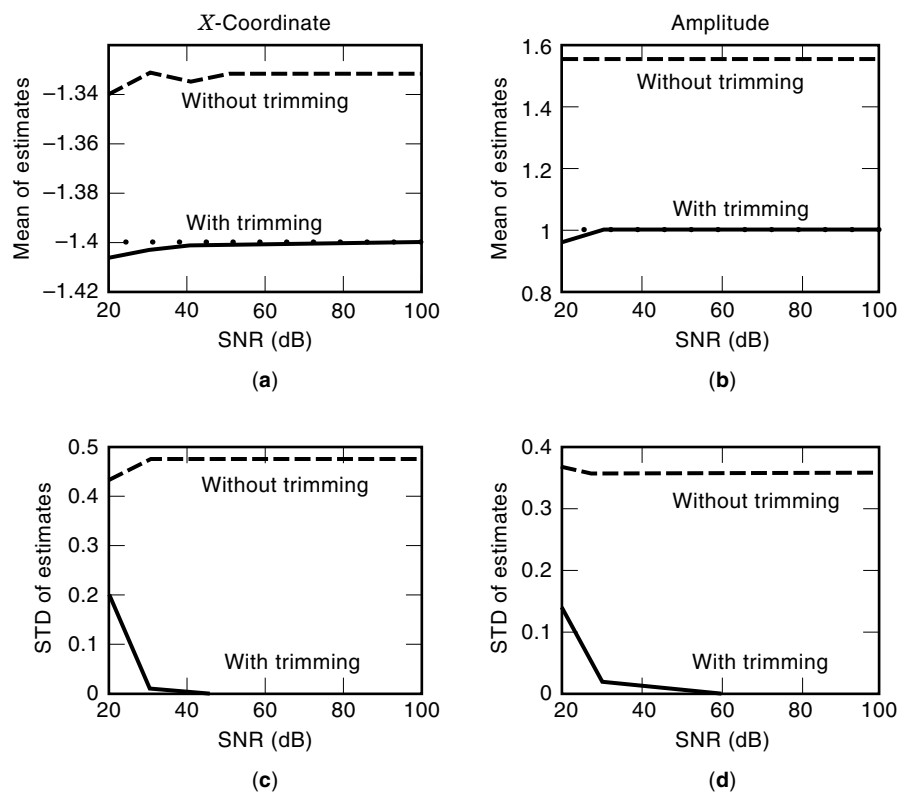 X-Coordinate
Mean of estimates
−1.34
−1.36
−1.38
−1.4
−1.42
Without trimming
With trimming
20 40 60 80 100
SNR (dB)
(a)
Amplitude
Mean of estimates
1.6
1.4
1.2
1
0.8
Without trimming
With trimming
20 40 60 80 100
SNR (dB)
(b)
STD of estimates
0.5
0.4
0.5
0.2
0.1
0
Without trimming
With trimming
20 40 60 80 100
SNR (dB)
(c)
STD of estimates
0.4
0.3
0.2
0.1
0
Without trimming
With trimming
20 40 60 80 100
SNR (dB)
(d)